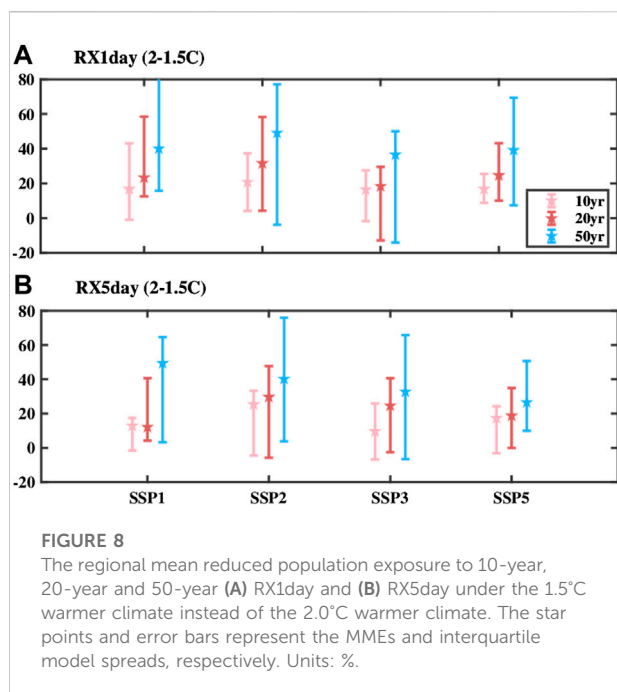 A
RX1day (2-1.5C)
80
60
40
20
0
-20
10yr
20yr
50yr
B
RX5day (2-1.5C)
80
60
40
20
0
-20
SSP1 SSP2 SSP3 SSP5
FIGURE 8
The regional mean reduced population exposure to 10-year,
20-year and 50-year (A) RX1day and (B) RX5day under the 1.5°C
warmer climate instead of the 2.0°C warmer climate. The star
points and error bars represent the MMEs and interquartile
model spreads, respectively. Units: %.